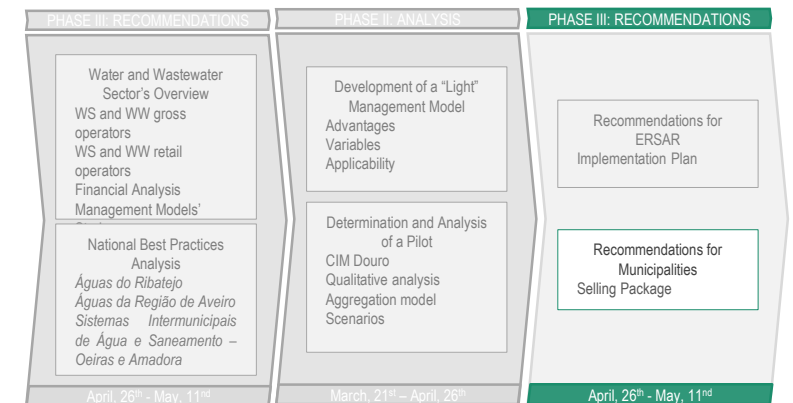 PHASE III: RECOMMENDATIONS
Water and Wastewater
Sector's Overview
WS and WW gross
operators
WS and WW retail
operators
Financial Analysis
Management Models'
National Best Practices
Analysis
Águas do Ribatejo
Águas da Região de Aveiro
Sistemas Intermunicipais
de Água e Saneamento –
Oeiras e Amadora
April, 26th - May, 11nd
PHASE II: ANALYSIS
Development of a "Light"
Management Model
Advantages
Variables
Applicability
Determination and Analysis
of a Pilot
CIM Douro
Qualitative analysis
Aggregation model
Scenarios
March, 21st – April, 26th
PHASE III: RECOMMENDATIONS
Recommendations for
ERSAR
Implementation Plan
Recommendations for
Municipalities
Selling Package
April, 26th - May, 11nd